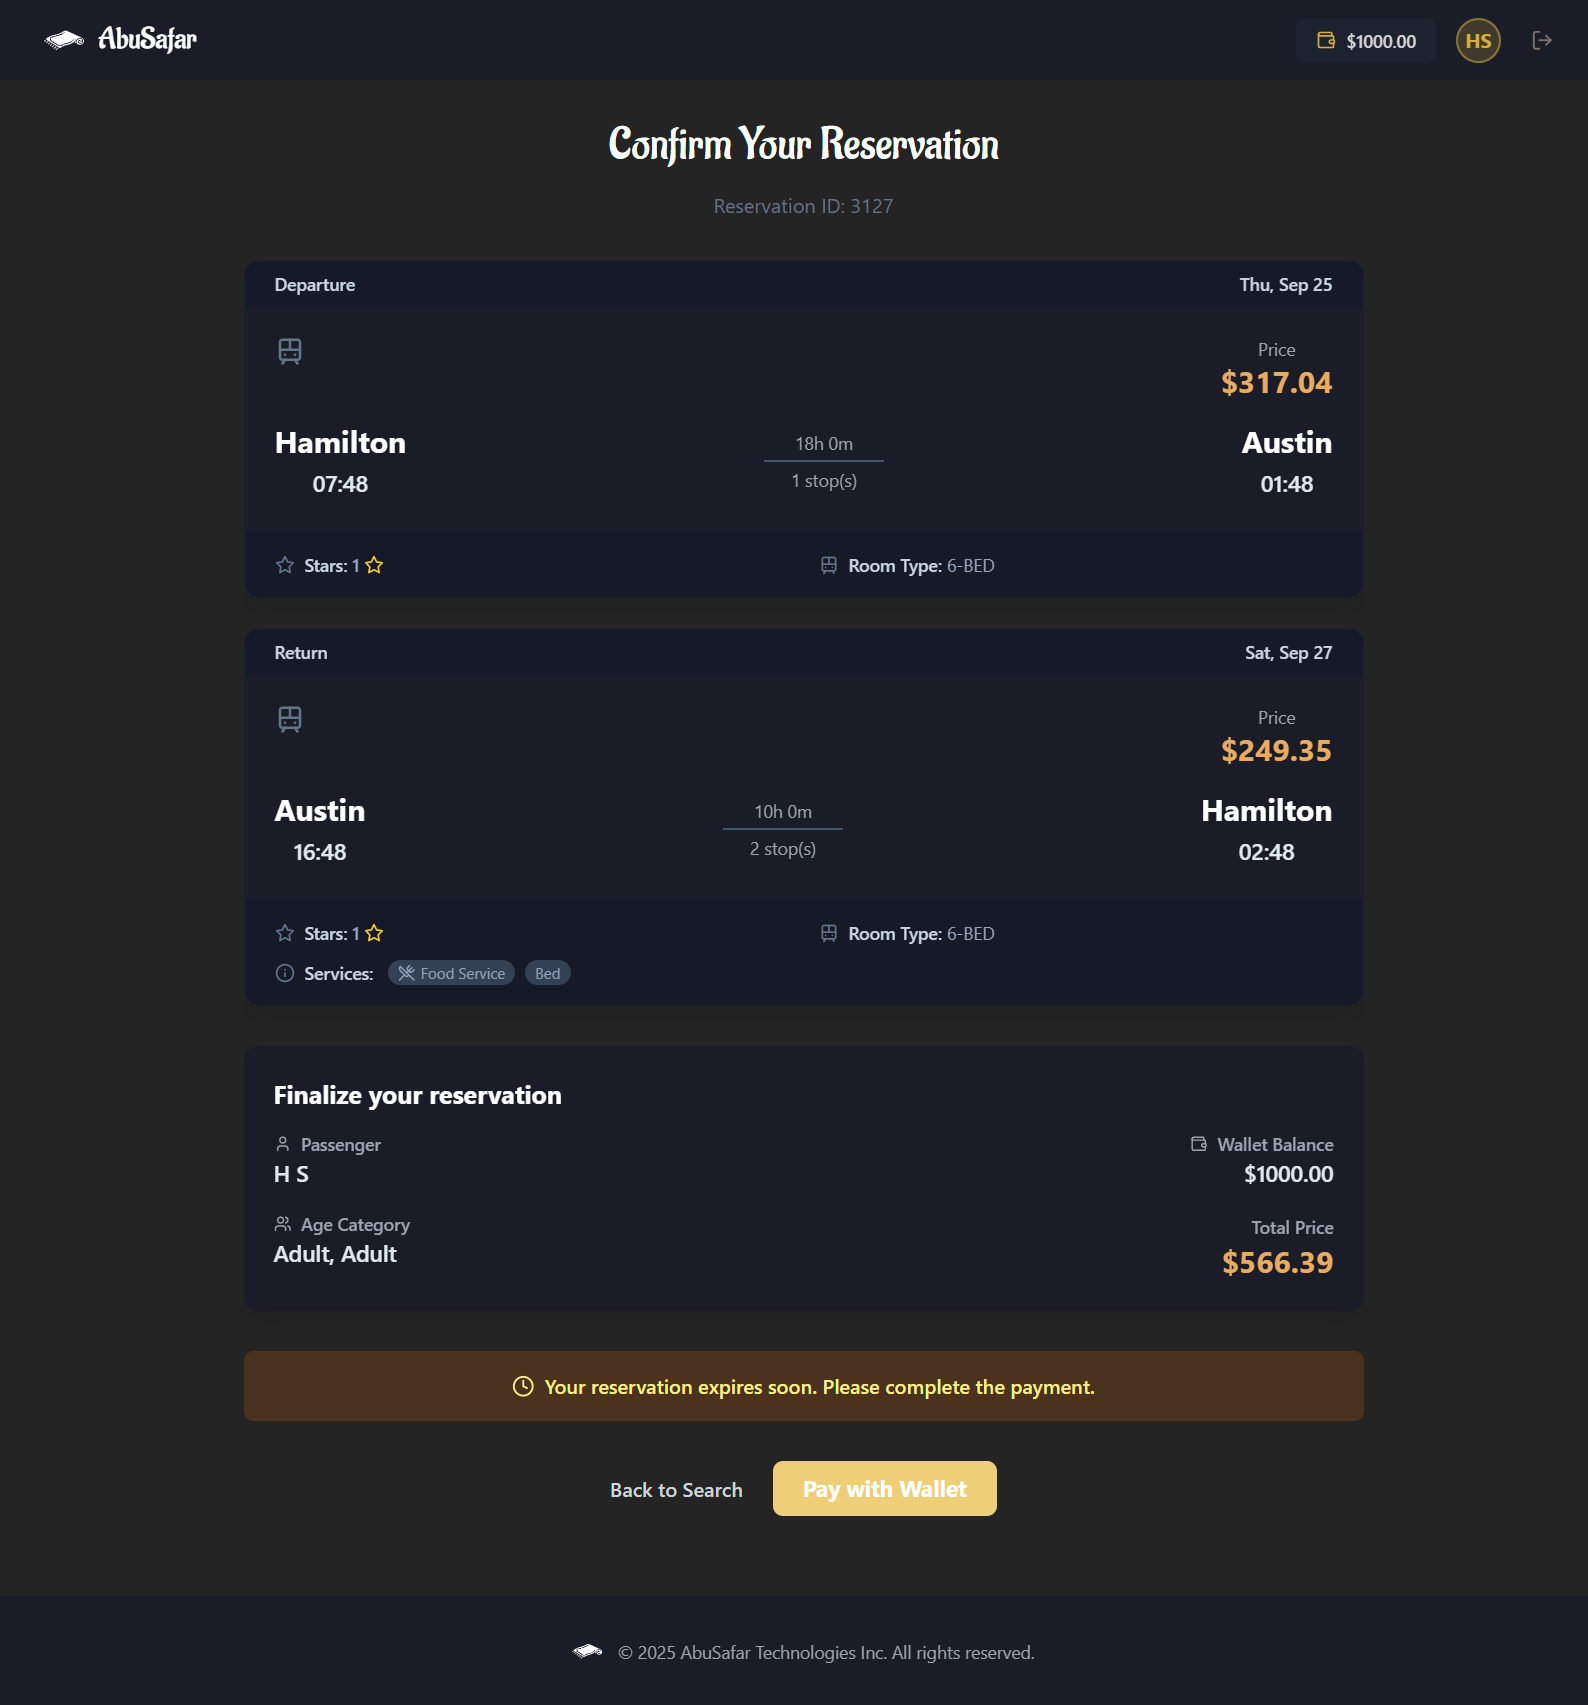 AbuSafar
$1000.00
HS
Confirm Your Reservation
Reservation ID: 3127
Departure
Thu, Sep 25
Price
$317.04
Hamilton
18h 0m
Austin
07:48
1 stop(s)
01:48
Stars: 1
Room Type: 6-BED
Return
Sat, Sep 27
Price
$249.35
Austin
10h 0m
Hamilton
16:48
2 stop(s)
02:48
Stars: 1
Room Type: 6-BED
Services: Food Service Bed
Finalize your reservation
Passenger
H S
Wallet Balance
$1000.00
Age Category
Adult, Adult
Total Price
$566.39
Your reservation expires soon. Please complete the payment.
Back to Search
Pay with Wallet
© 2025 AbuSafar Technologies Inc. All rights reserved.